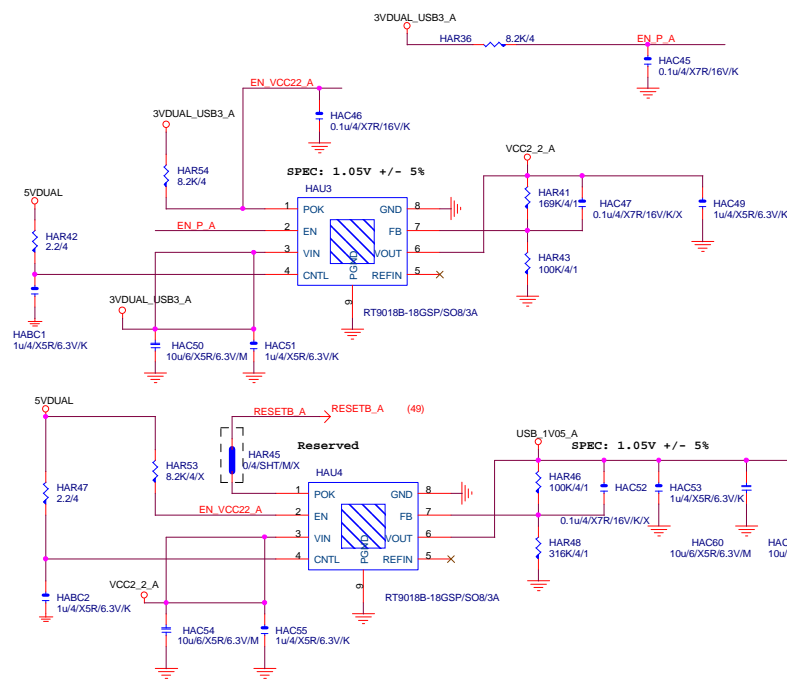 3VDUAL_USB3_A
HAR36 8.2K/4 EN_P_A
HAC45
0.1u/4/X7R/16V/K
EN_VCC22_A
HAC46
0.1u/4/X7R/16V/K
3VDUAL_USB3_A
HAR54
8.2K/4
SPEC: 1.05V +/- 5%
VCC2_2_A
5VDUAL
HAU3
HAR42
2.2/4
HAR41
169K/4/1
HAC47
0.1u/4/X7R/16V/K/X
HAC49
1u/4/X5R/6.3V/K
1 POK GND 8
EN_P_A 2 EN FB 7
3 VIN VOUT 6
4 CNTL REFIN 5
PGND
9
HAR43
100K/4/1
RT9018B-18GSP/SO8/3A
HABC1
1u/4/X5R/6.3V/K
3VDUAL_USB3_A
HAC50
10u/6/X5R/6.3V/M
HAC51
1u/4/X5R/6.3V/K
5VDUAL
RESETB_A RESETB_A (49)
Reserved
HAR45
0/4/SHT/M/X
HAR53
8.2K/4/X
HAR47
2.2/4
HAU4
USB_1V05_A
SPEC: 1.05V +/- 5%
HAR46
100K/4/1
HAC52
0.1u/4/X7R/16V/K/X
HAC53
1u/4/X5R/6.3V/K
HAC60
10u/6/X5R/6.3V/M
HAC
10u/
1 POK GND 8
EN_VCC22_A 2 EN FB 7
3 VIN VOUT 6
4 CNTL REFIN 5
PGND
9
HAR48
316K/4/1
RT9018B-18GSP/SO8/3A
HABC2
1u/4/X5R/6.3V/K
VCC2_2_A
HAC54
10u/6/X5R/6.3V/M
HAC55
1u/4/X5R/6.3V/K